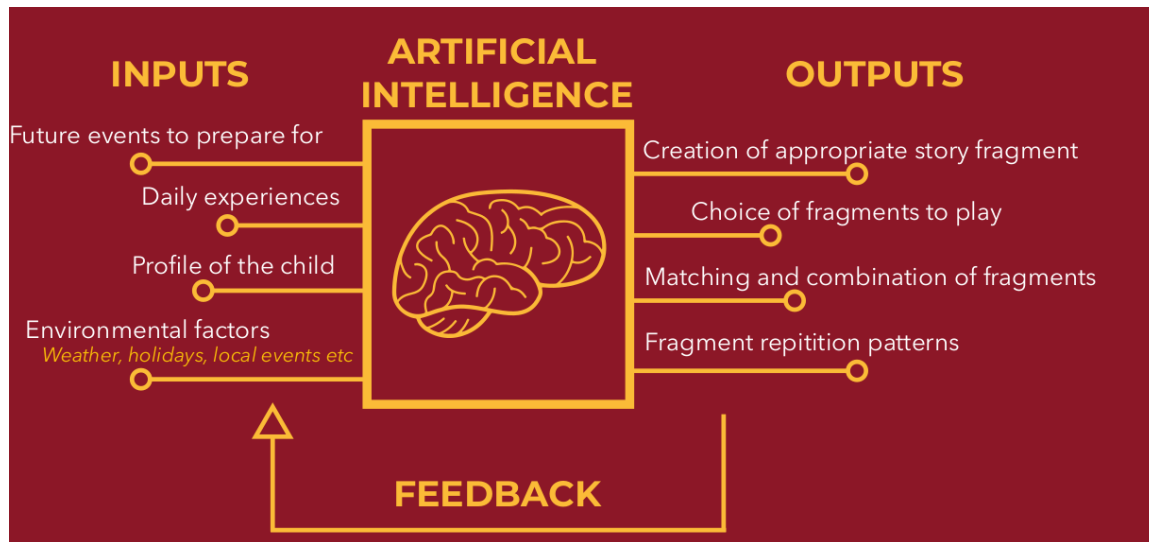 INPUTS
Future events to prepare for
Daily experiences
Profile of the child
Environmental factors
Weather, holidays, local events etc
ARTIFICIAL
INTELLIGENCE
OUTPUTS
Creation of appropriate story fragment
Choice of fragments to play
Matching and combination of fragments
Fragment repitition patterns
FEEDBACK